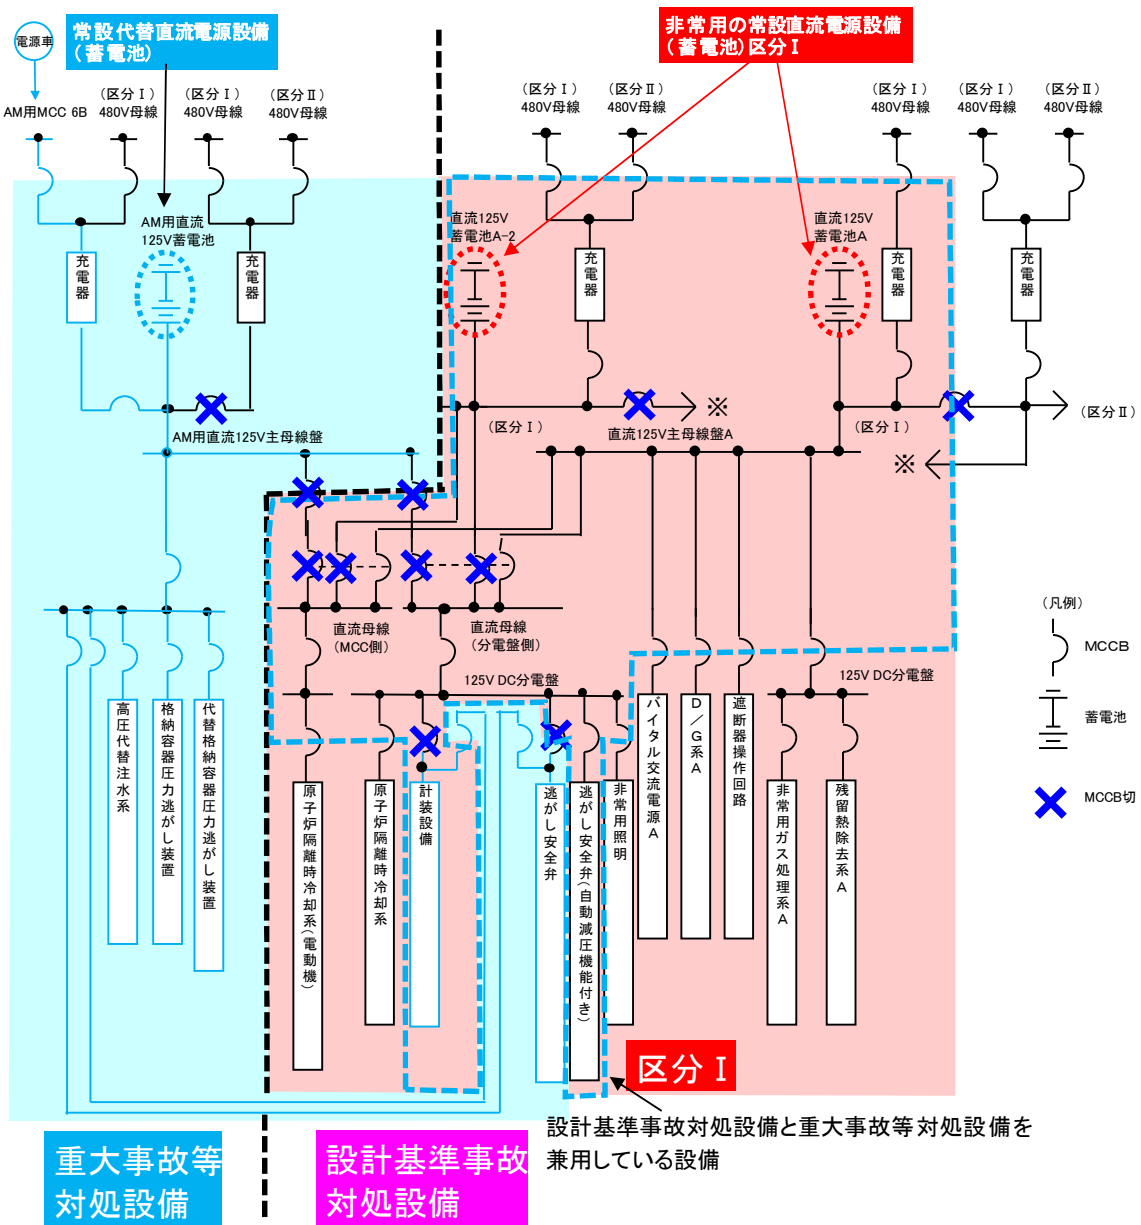 電源車
常設代替直流電源設備
(蓄電池)
非常用の常設直流電源設備
(蓄電池)区分Ⅰ
AM用MCC 6B
(区分Ⅰ)
480V母線
(区分Ⅰ)
480V母線
(区分Ⅱ)
480V母線
(区分Ⅰ)
480V母線
(区分Ⅱ)
480V母線
(区分Ⅰ)
480V母線
(区分Ⅰ)
480V母線
(区分Ⅱ)
480V母線
AM用直流
125V蓄電池
直流125V
蓄電池A-2
直流125V
蓄電池A
充電器
充電器
充電器
充電器
充電器
AM用直流125V主母線盤
(区分Ⅰ)
※
直流125V主母線盤A
(区分Ⅰ)
(区分Ⅱ)
※
直流母線
(MCC側)
直流母線
(分電盤側)
125V DC分電盤
125V DC分電盤
高圧代替注水系
格納容器圧力逃がし装置
代替格納容器圧力逃がし装置
原子炉隔離時冷却系(電動機)
原子炉隔離時冷却系
計装設備
逃がし安全弁
逃がし安全弁(自動減圧機能付き)
非常用照明
バイタル交流電源A
D/G系A
遮断器操作回路
非常用ガス処理系A
残留熱除去系A
(凡例)
MCCB
蓄電池
MCCB切
区分Ⅰ
設計基準事故対処設備と重大事故等対処設備を
兼用している設備
重大事故等
対処設備
設計基準事故
対処設備